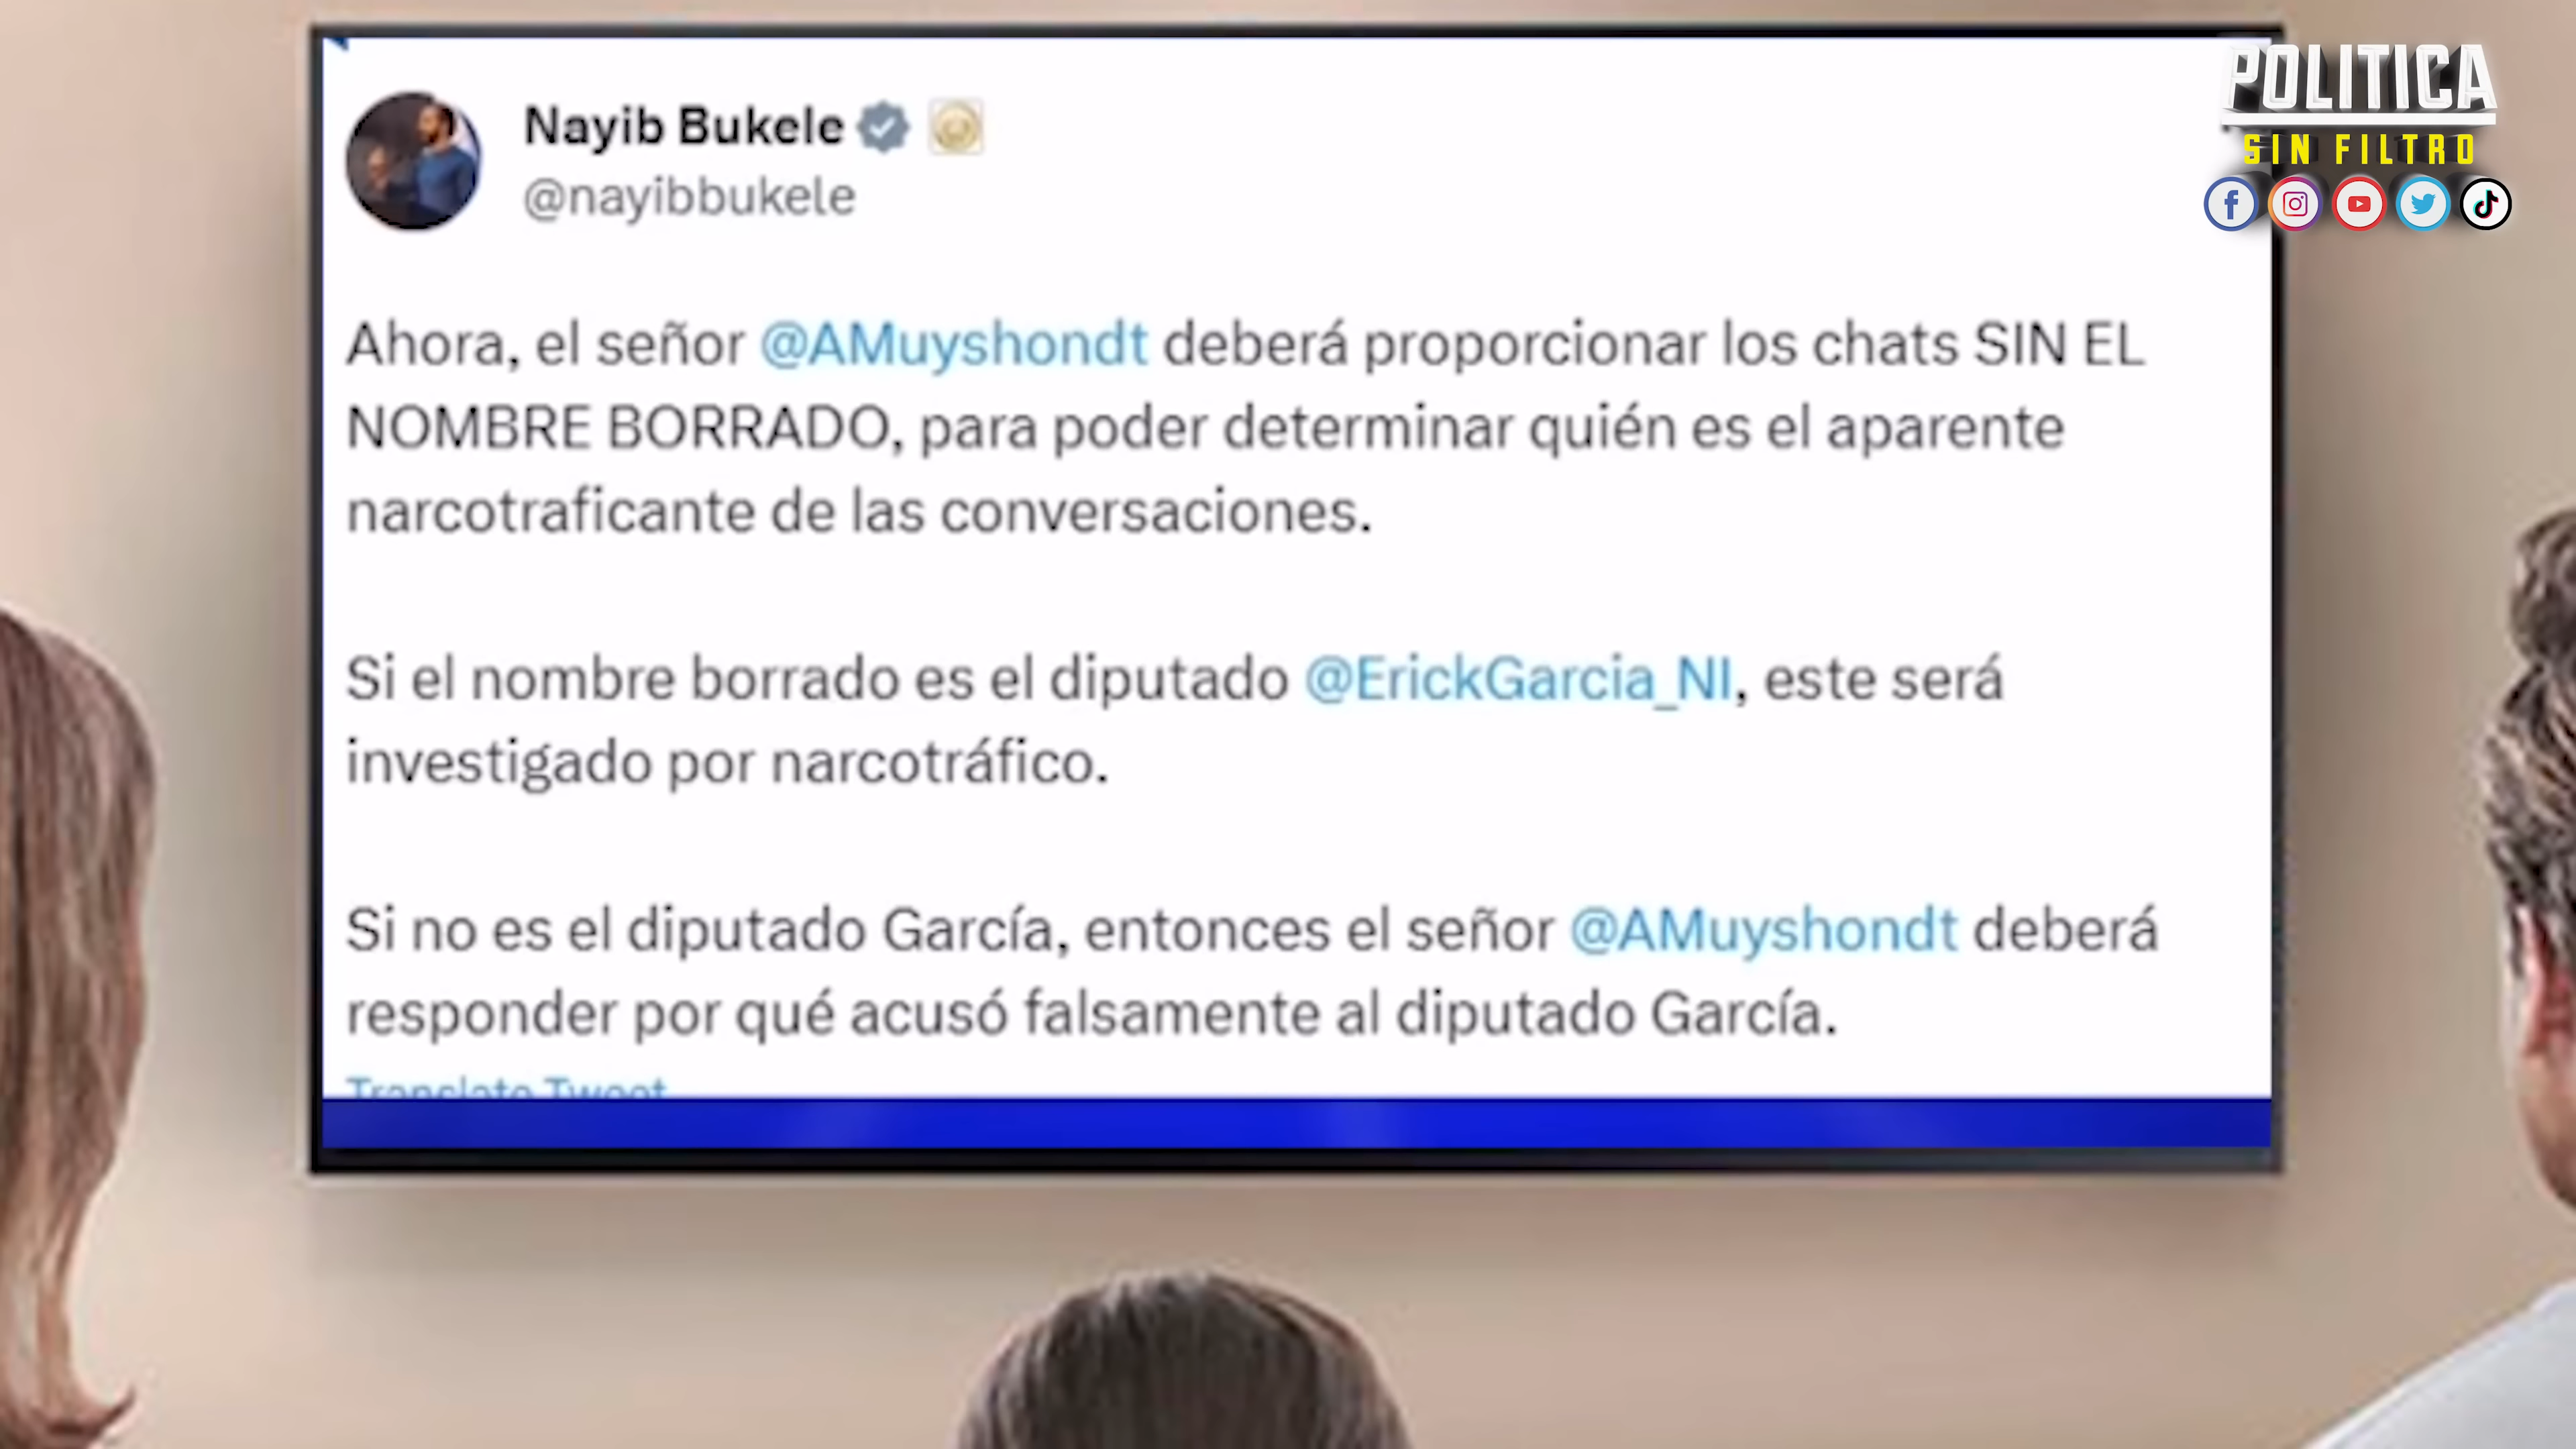 POLITICA
SIN FILTRO
Nayib Bukele
@nayibbukele
Ahora, el señor @AMuyshondt deberá proporcionar los chats SIN EL
NOMBRE BORRADO, para poder determinar quién es el aparente
narcotraficante de las conversaciones.
Si el nombre borrado es el diputado @ErickGarcia_NI, este será
investigado por narcotráfico.
Si no es el diputado García, entonces el señor @AMuyshondt deberá
responder por qué acusó falsamente al diputado García.
Translate Tweet